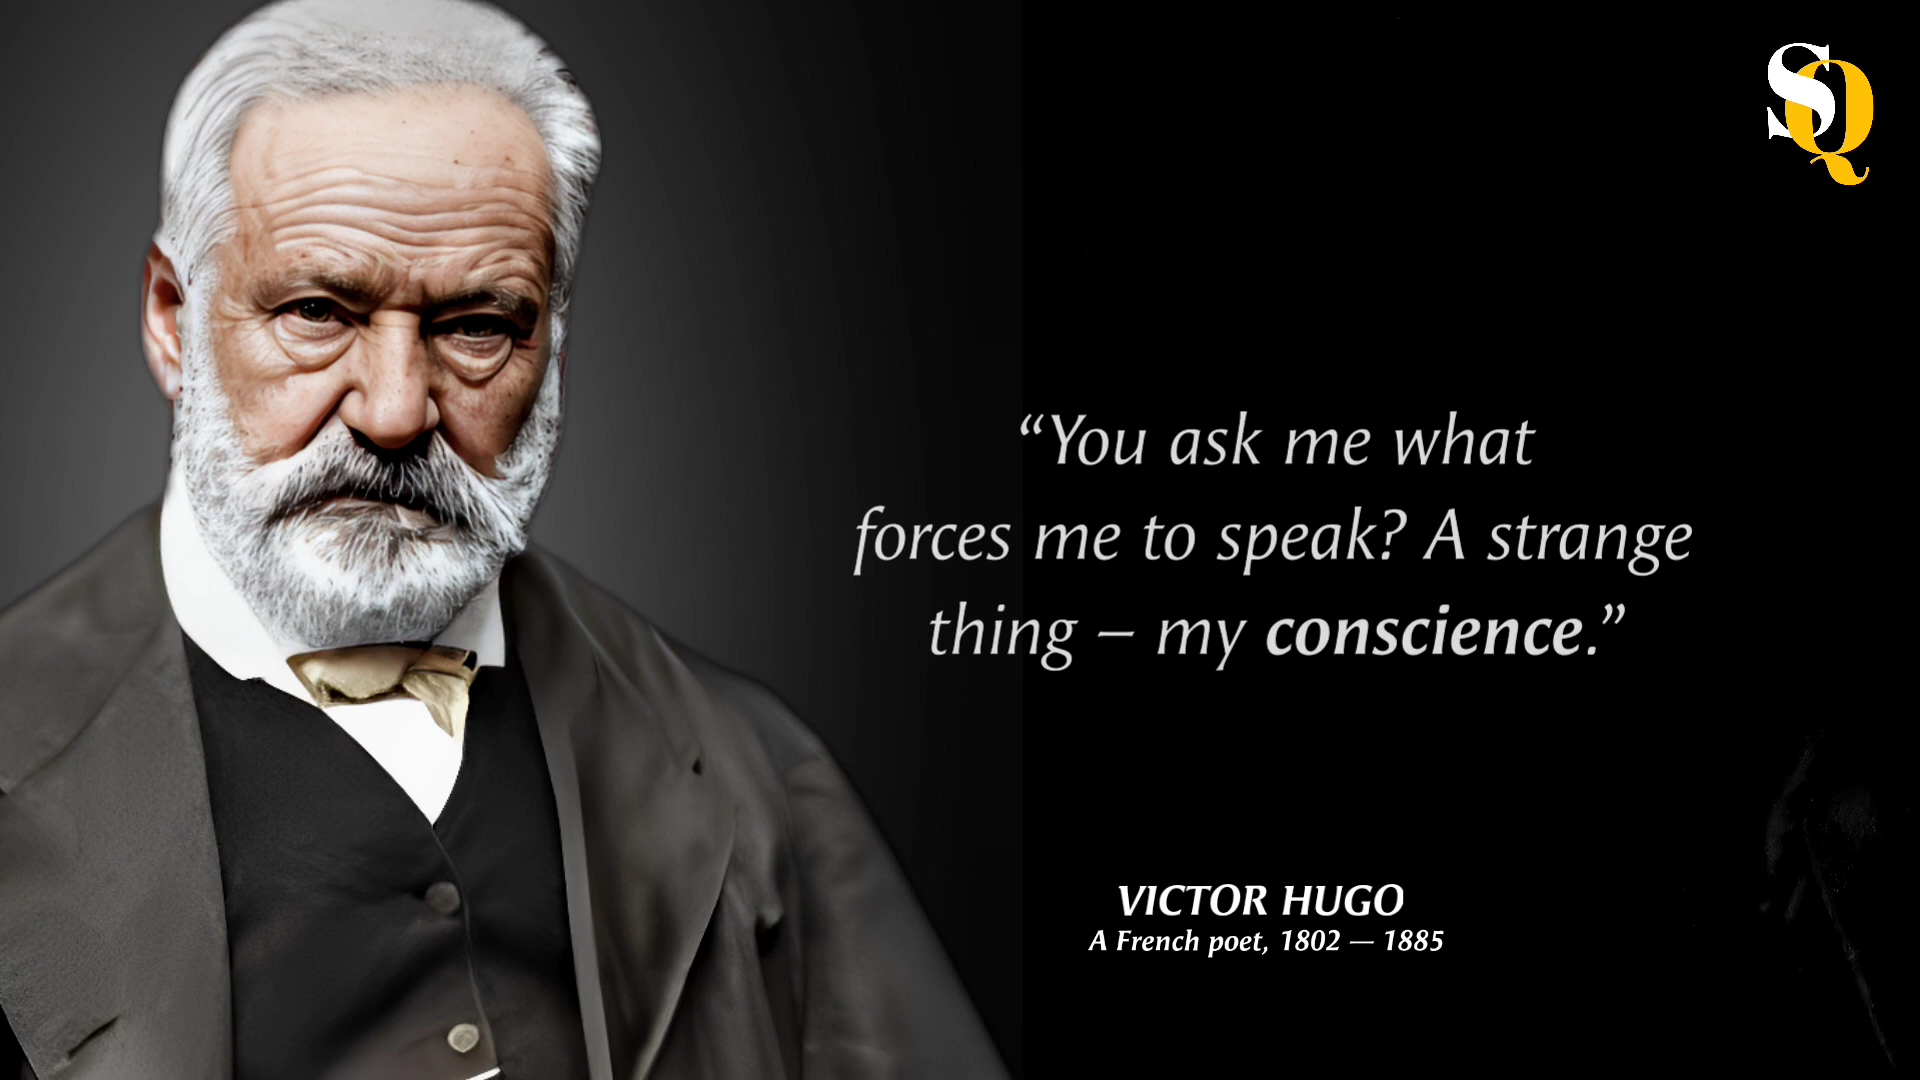 SQ
“You ask me what
forces me to speak? A strange
thing – my conscience.”
VICTOR HUGO
A French poet, 1802 — 1885